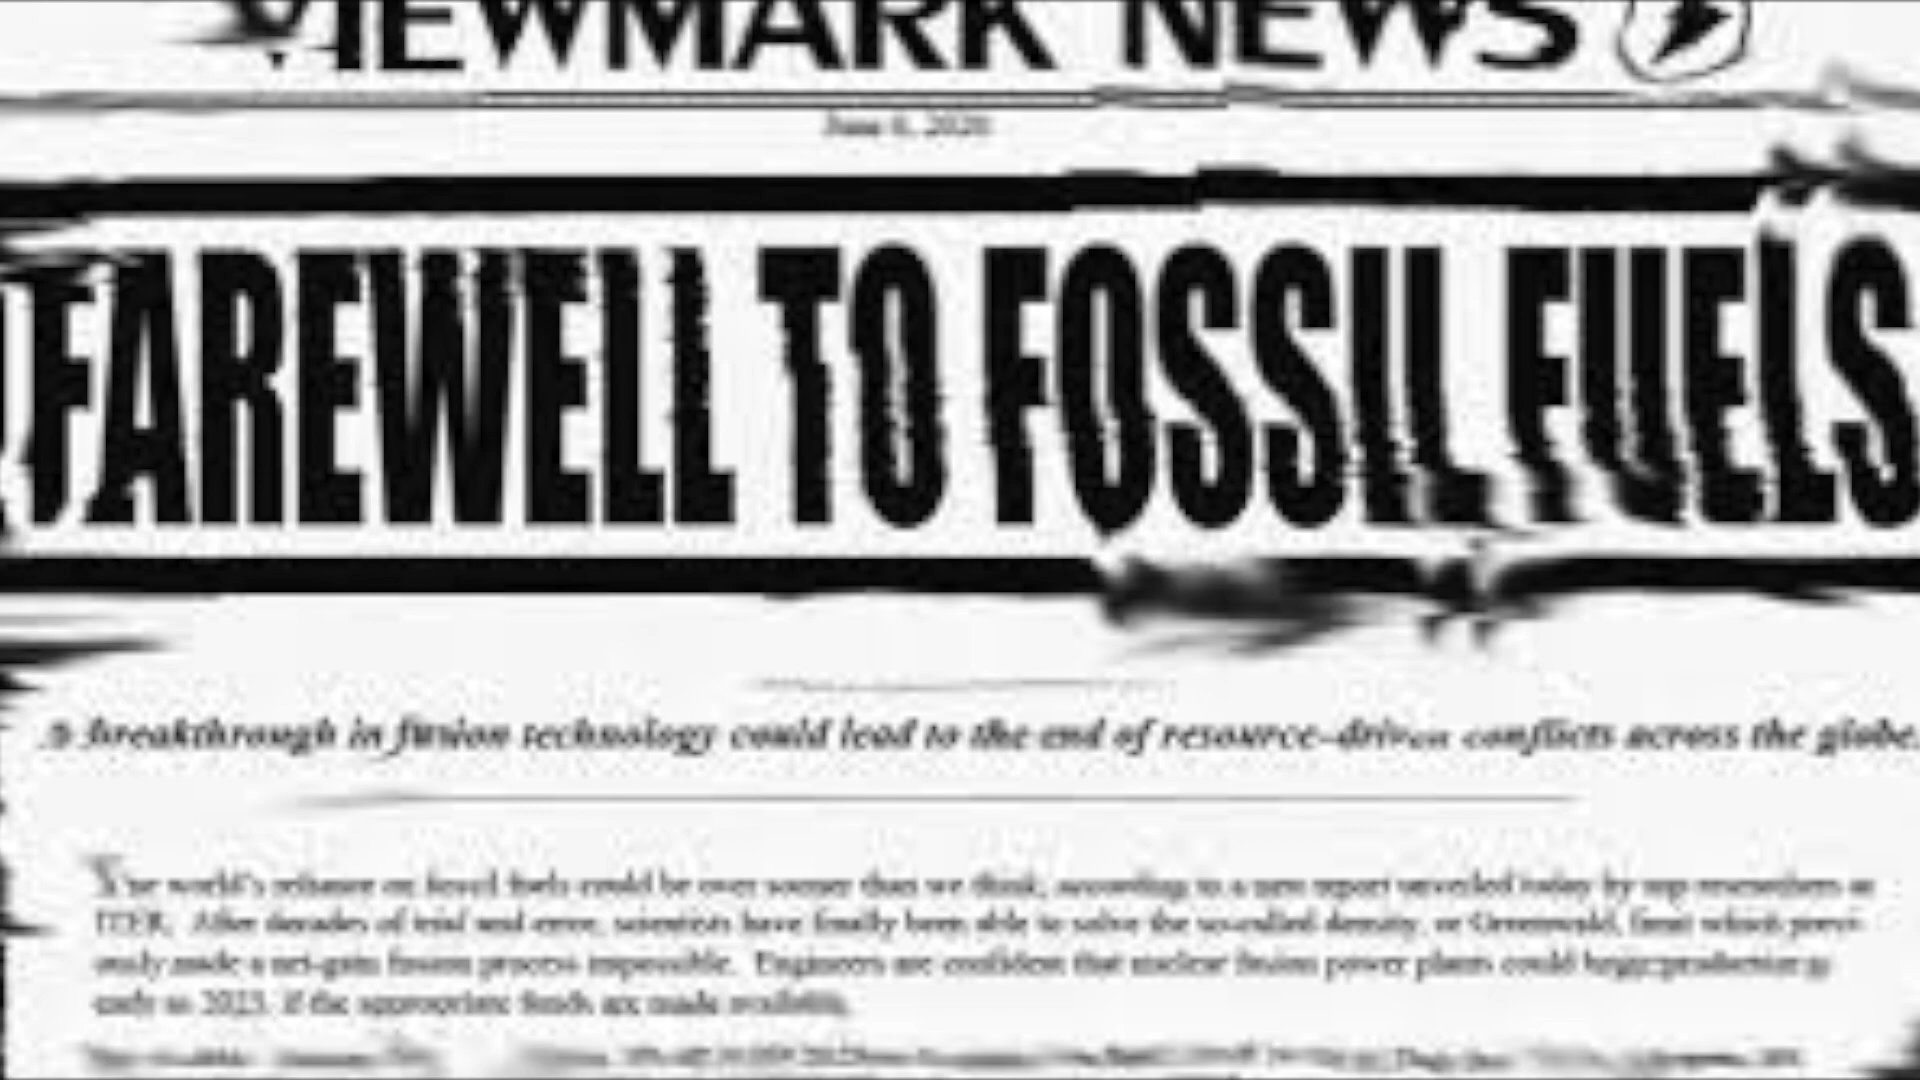 VIEWMARK NEWS
June 6, 2020
FAREWELL TO FOSSIL FUELS
breakthrough in fusion technology could lead to the end of resource-driven conflicts across the globe.
The world's reliance on fossil fuels could be over sooner than we think, according to a new report unveiled today by top researchers at
ITER. After decades of trial and error, scientists have finally been able to solve the so-called density, or Greenwald, limit which previ-
ously made a net-gain fusion process impossible. Engineers are confident that nuclear fusion power plants could begin production as
early as 2023, if the appropriate funds are made available.